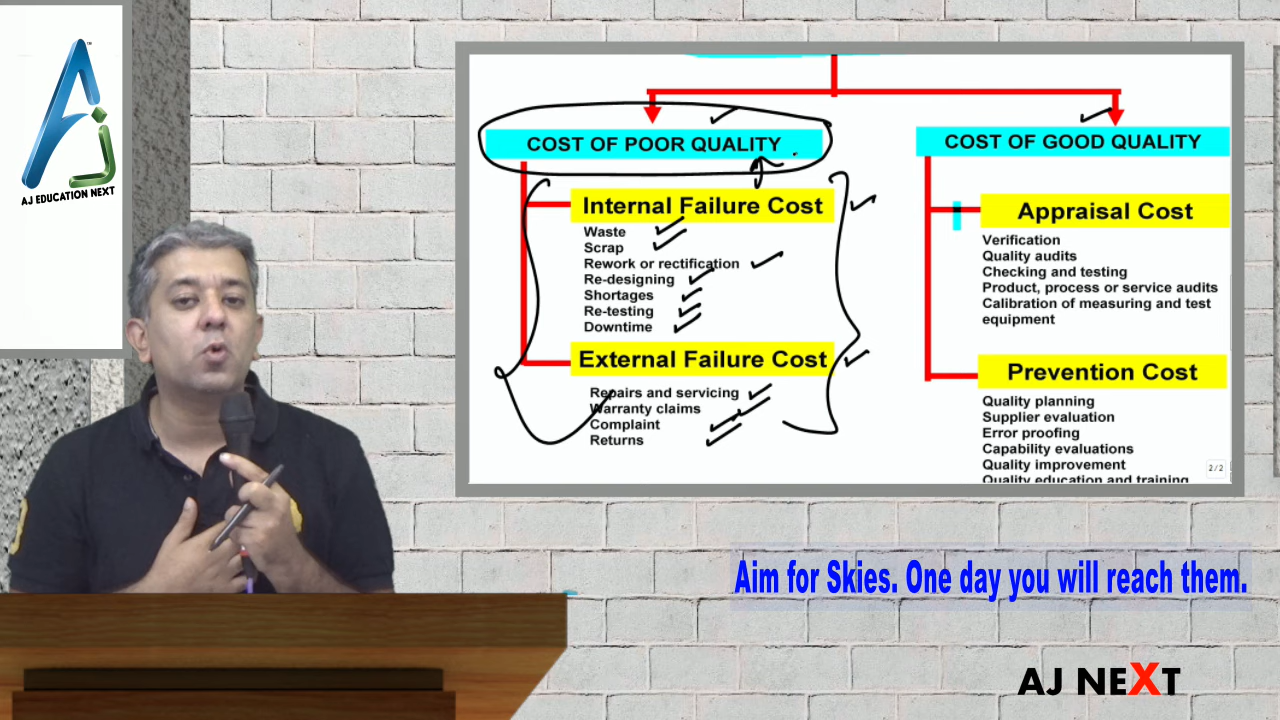 AJ EDUCATION NEXT
COST OF POOR QUALITY
Internal Failure Cost
Waste
Scrap
Rework or rectification
Re-designing
Shortages
Re-testing
Downtime
External Failure Cost
Repairs and servicing
Warranty claims
Complaint
Returns
COST OF GOOD QUALITY
Appraisal Cost
Verification
Quality audits
Checking and testing
Product, process or service audits
Calibration of measuring and test
equipment
Prevention Cost
Quality planning
Supplier evaluation
Error proofing
Capability evaluations
Quality improvement
Quality education and training
2/2
Aim for Skies. One day you will reach them.
AJ NEXT